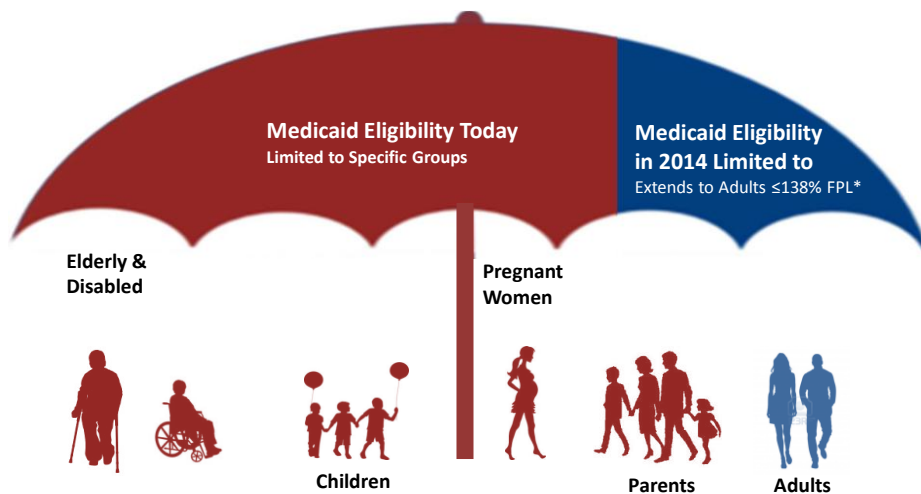 Medicaid Eligibility Today
Limited to Specific Groups
Medicaid Eligibility
in 2014 Limited to
Extends to Adults ≤138% FPL*
Elderly &
Disabled
Pregnant
Women
Children
Parents
Adults